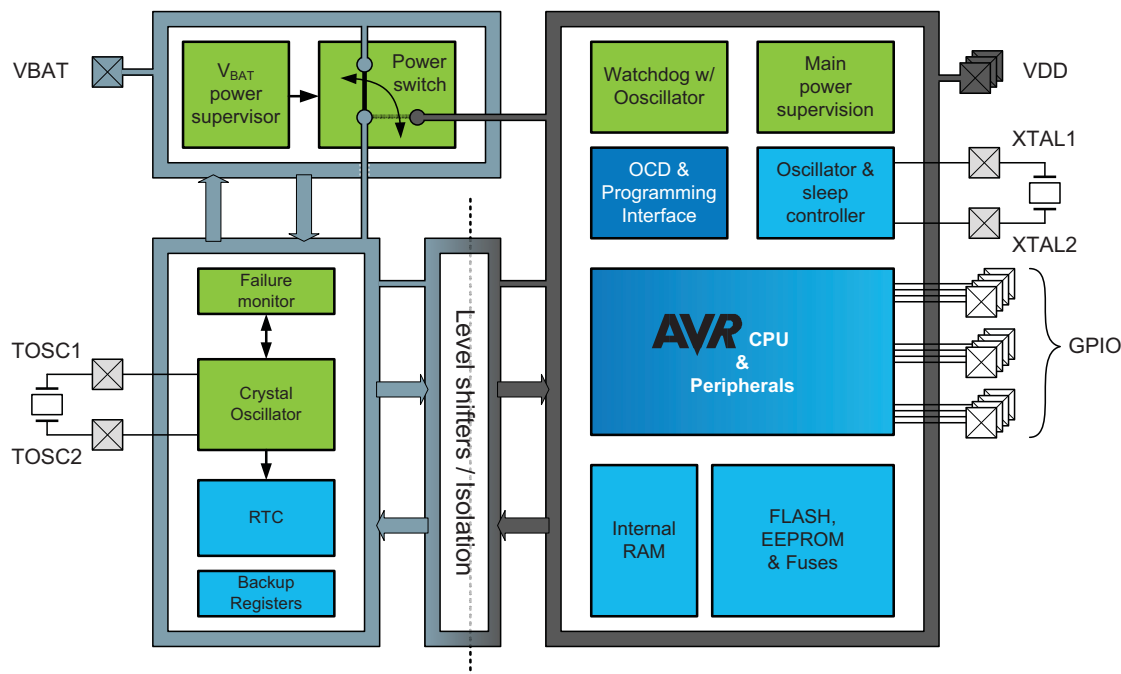 VBAT
VBAT
power
supervisor
Power
switch
Watchdog w/
Ooscillator
Main
power
supervision
VDD
OCD &
Programming
Interface
Oscillator &
sleep
controller
XTAL1
XTAL2
Failure
monitor
TOSC1
TOSC2
Crystal
Oscillator
RTC
Backup
Registers
Level shifters / Isolation
AVR CPU
&
Peripherals
GPIO
Internal
RAM
FLASH,
EEPROM
& Fuses